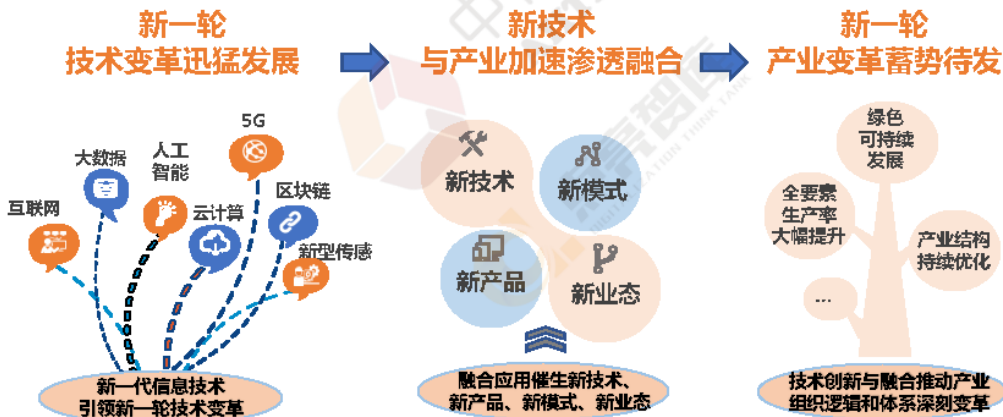 新一轮
技术变革迅猛发展
互联网
大数据
人工
智能
5G
云计算
区块链
新型传感
新一代信息技术
引领新一轮技术变革
新技术
与产业加速渗透融合
新技术
新模式
新产品
新业态
融合应用催生新技术、
新产品、新模式、新业态
新一轮
产业变革蓄势待发
绿色
可持续
发展
全要素
生产率
大幅提升
产业结构
持续优化
...
技术创新与融合推动产业
组织逻辑和体系深刻变革